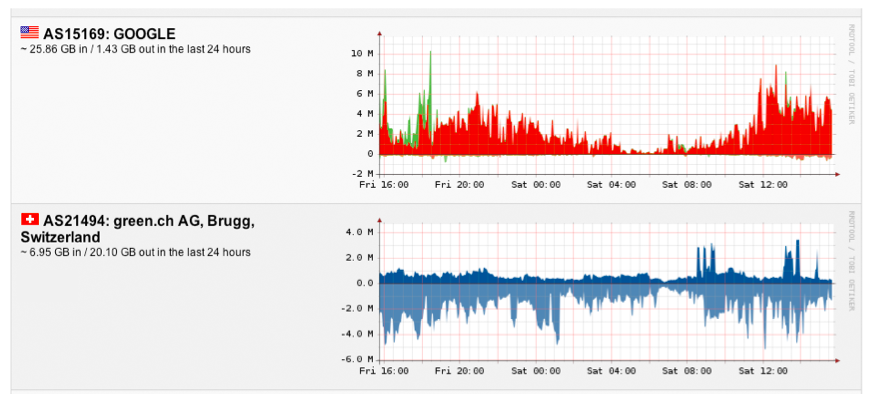 AS15169: GOOGLE
~ 25.86 GB in / 1.43 GB out in the last 24 hours
10 M
8 M
6 M
4 M
2 M
0
-2 M
Fri 16:00 Fri 20:00 Sat 00:00 Sat 04:00 Sat 08:00 Sat 12:00
RRDTOOL / TOBI OETIKER
AS21494: green.ch AG, Brugg,
Switzerland
~ 6.95 GB in / 20.10 GB out in the last 24 hours
4.0 M
2.0 M
0.0
-2.0 M
-4.0 M
-6.0 M
Fri 16:00 Fri 20:00 Sat 00:00 Sat 04:00 Sat 08:00 Sat 12:00
RRDTOOL / TOBI OETIKER